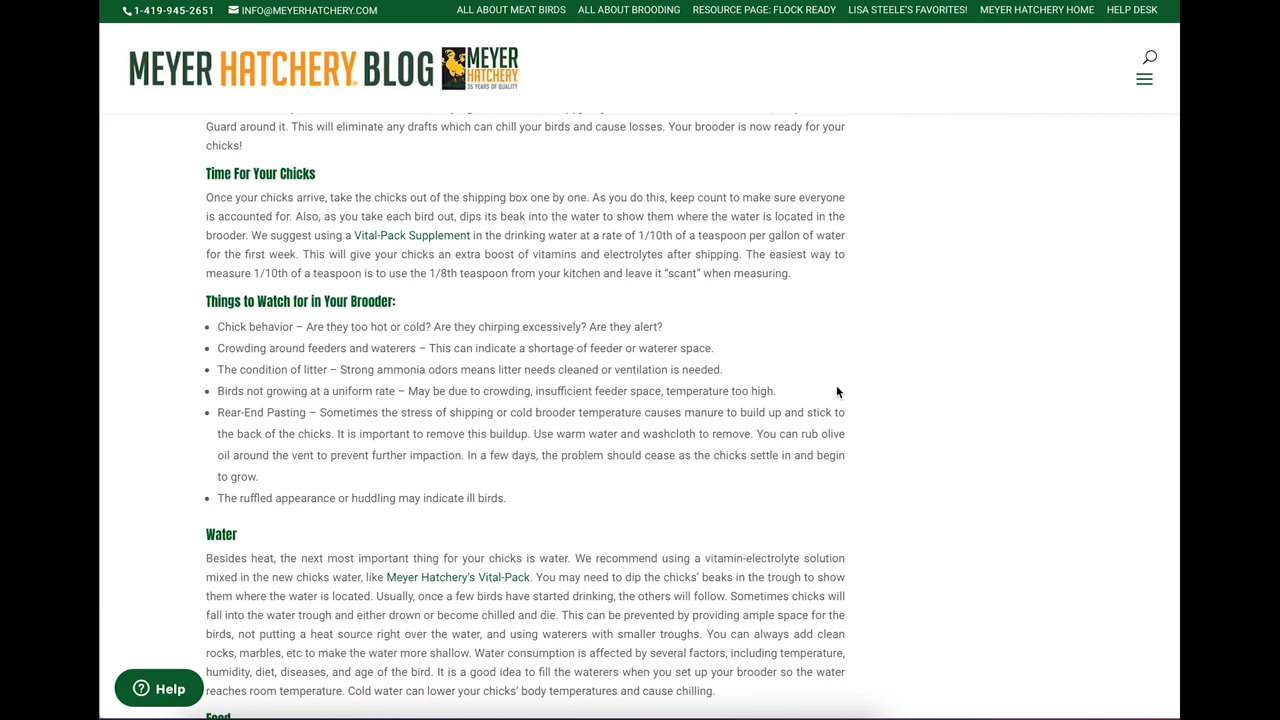 1-419-945-2651 INFO@MEYERHATCHERY.COM ALL ABOUT MEAT BIRDS ALL ABOUT BROODING RESOURCE PAGE: FLOCK READY LISA STEELE'S FAVORITES! MEYER HATCHERY HOME HELP DESK
MEYER HATCHERY BLOG MEYER HATCHERY 35 YEARS OF QUALITY
Guard around it. This will eliminate any drafts which can chill your birds and cause losses. Your brooder is now ready for your
chicks!
Time For Your Chicks
Once your chicks arrive, take the chicks out of the shipping box one by one. As you do this, keep count to make sure everyone
is accounted for. Also, as you take each bird out, dips its beak into the water to show them where the water is located in the
brooder. We suggest using a Vital-Pack Supplement in the drinking water at a rate of 1/10th of a teaspoon per gallon of water
for the first week. This will give your chicks an extra boost of vitamins and electrolytes after shipping. The easiest way to
measure 1/10th of a teaspoon is to use the 1/8th teaspoon from your kitchen and leave it “scant” when measuring.
Things to Watch for in Your Brooder:
• Chick behavior – Are they too hot or cold? Are they chirping excessively? Are they alert?
• Crowding around feeders and waterers – This can indicate a shortage of feeder or waterer space.
• The condition of litter – Strong ammonia odors means litter needs cleaned or ventilation is needed.
• Birds not growing at a uniform rate – May be due to crowding, insufficient feeder space, temperature too high.
• Rear-End Pasting – Sometimes the stress of shipping or cold brooder temperature causes manure to build up and stick to
the back of the chicks. It is important to remove this buildup. Use warm water and washcloth to remove. You can rub olive
oil around the vent to prevent further impaction. In a few days, the problem should cease as the chicks settle in and begin
to grow.
• The ruffled appearance or huddling may indicate ill birds.
Water
Besides heat, the next most important thing for your chicks is water. We recommend using a vitamin-electrolyte solution
mixed in the new chicks water, like Meyer Hatchery’s Vital-Pack. You may need to dip the chicks’ beaks in the trough to show
them where the water is located. Usually, once a few birds have started drinking, the others will follow. Sometimes chicks will
fall into the water trough and either drown or become chilled and die. This can be prevented by providing ample space for the
birds, not putting a heat source right over the water, and using waterers with smaller troughs. You can always add clean
rocks, marbles, etc to make the water more shallow. Water consumption is affected by several factors, including temperature,
humidity, diet, diseases, and age of the bird. It is a good idea to fill the waterers when you set up your brooder so the water
reaches room temperature. Cold water can lower your chicks’ body temperatures and cause chilling.
Help